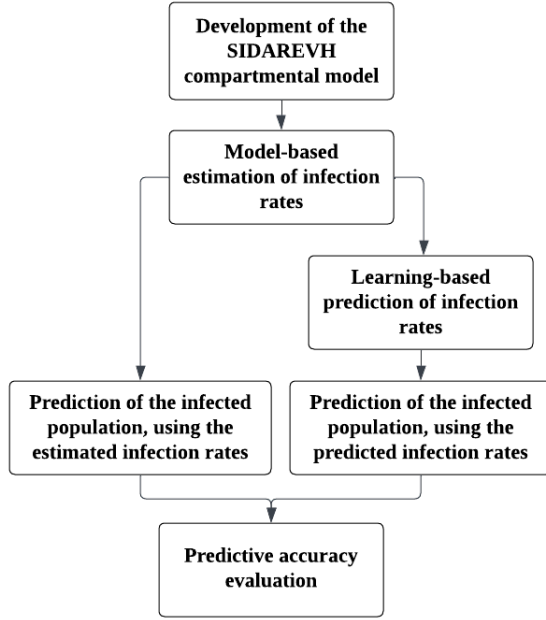 Development of the
SIDAREVH
compartmental model
Model-based
estimation of infection
rates
Learning-based
prediction of infection
rates
Prediction of the infected
population, using the
estimated infection rates
Prediction of the infected
population, using the
predicted infection rates
Predictive accuracy
evaluation